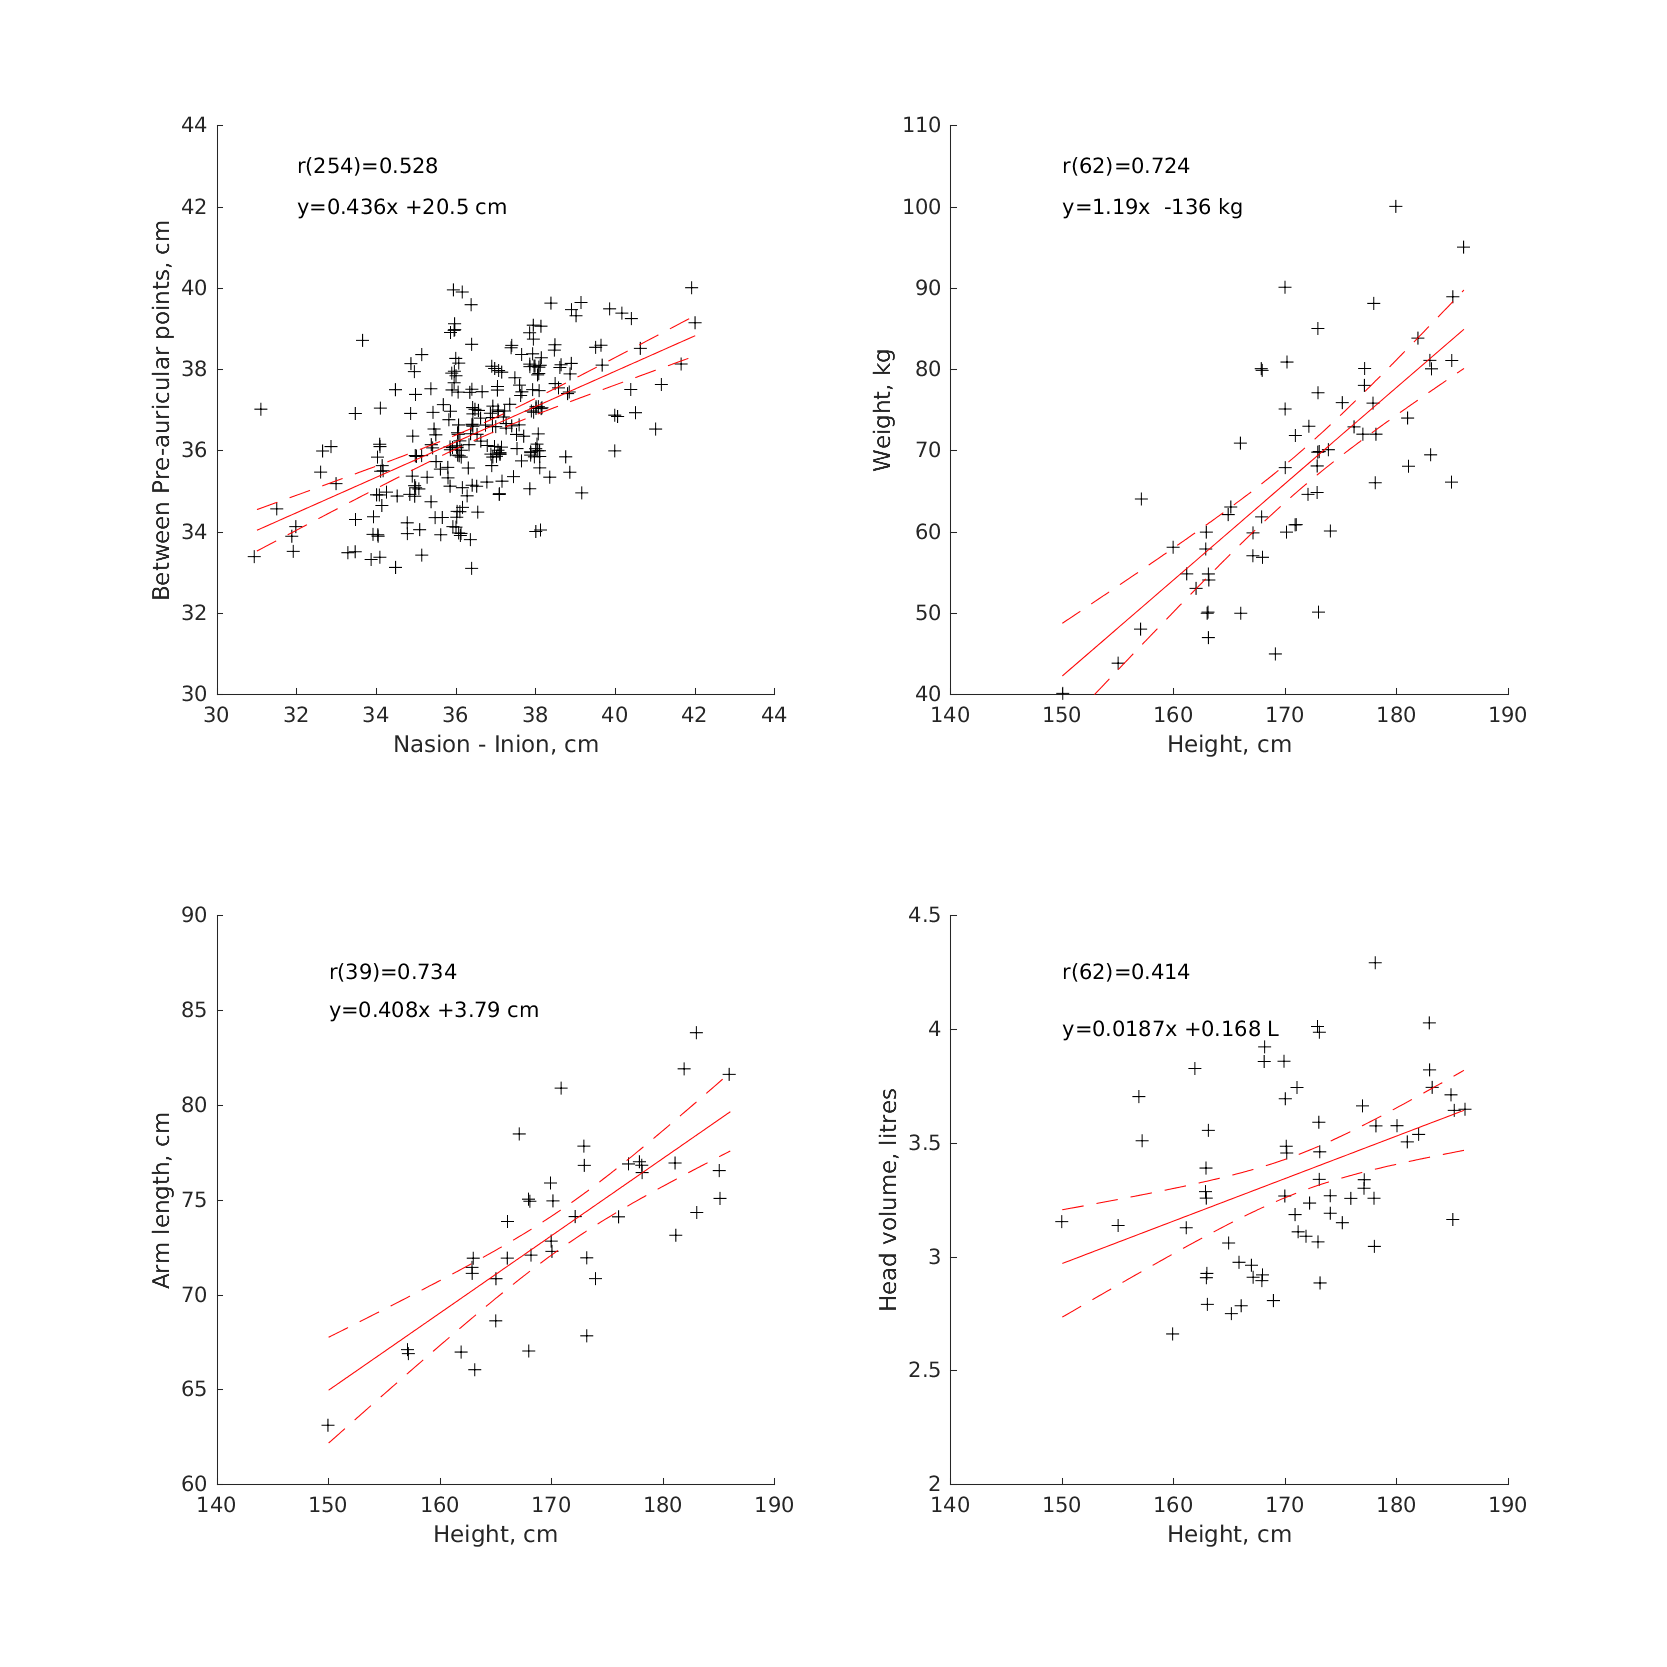 44
42
40
38
36
34
32
30
r(254)=0.528
y=0.436x +20.5 cm
Between Pre-auricular points, cm
30 32 34 36 38 40 42 44
Nasion - Inion, cm
110
100
90
80
70
60
50
40
r(62)=0.724
y=1.19x  -136 kg
Weight, kg
140 150 160 170 180 190
Height, cm
90
85
80
75
70
65
60
r(39)=0.734
y=0.408x +3.79 cm
Arm length, cm
140 150 160 170 180 190
Height, cm
4.5
4
3.5
3
2.5
2
r(62)=0.414
y=0.0187x +0.168 L
Head volume, litres
140 150 160 170 180 190
Height, cm